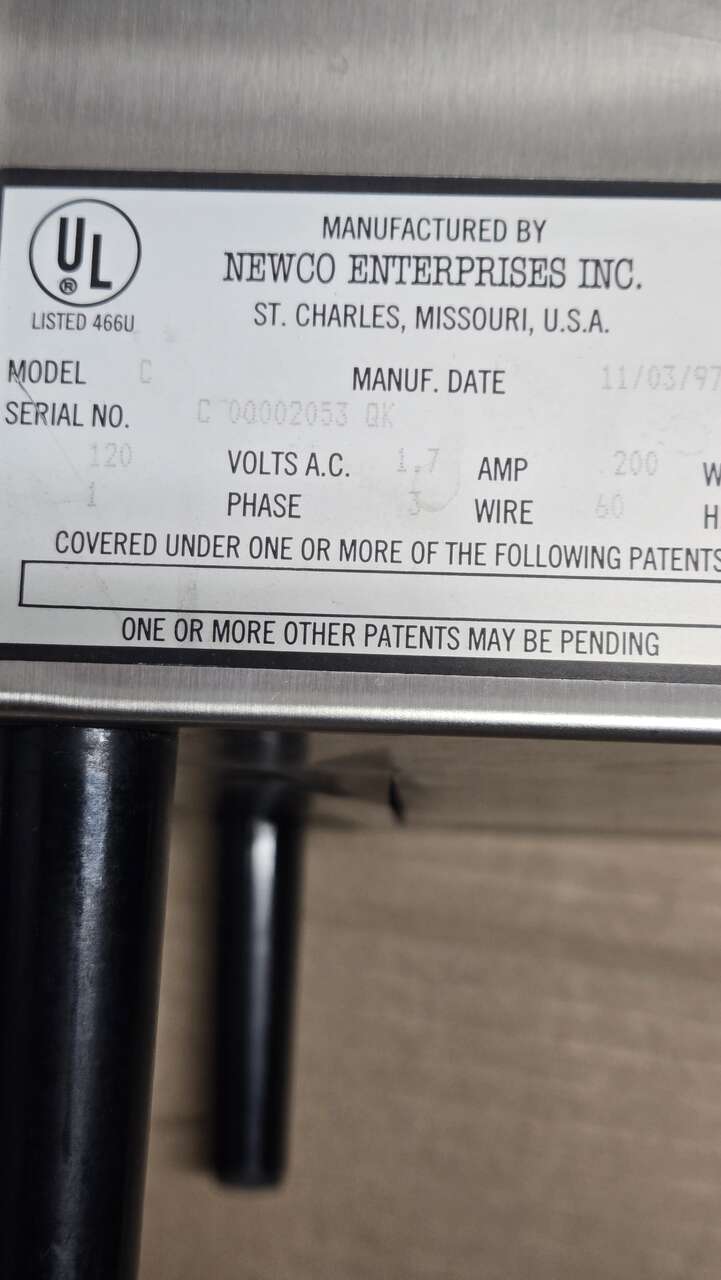 UL
®
LISTED 466U
MANUFACTURED BY
NEWCO ENTERPRISES INC.
ST. CHARLES, MISSOURI, U.S.A.
MODEL C MANUF. DATE 11/03/97
SERIAL NO. C 00002053 QK
120 VOLTS A.C. 1.7 AMP 200 W
1 PHASE 3 WIRE 60 H
COVERED UNDER ONE OR MORE OF THE FOLLOWING PATENTS
ONE OR MORE OTHER PATENTS MAY BE PENDING